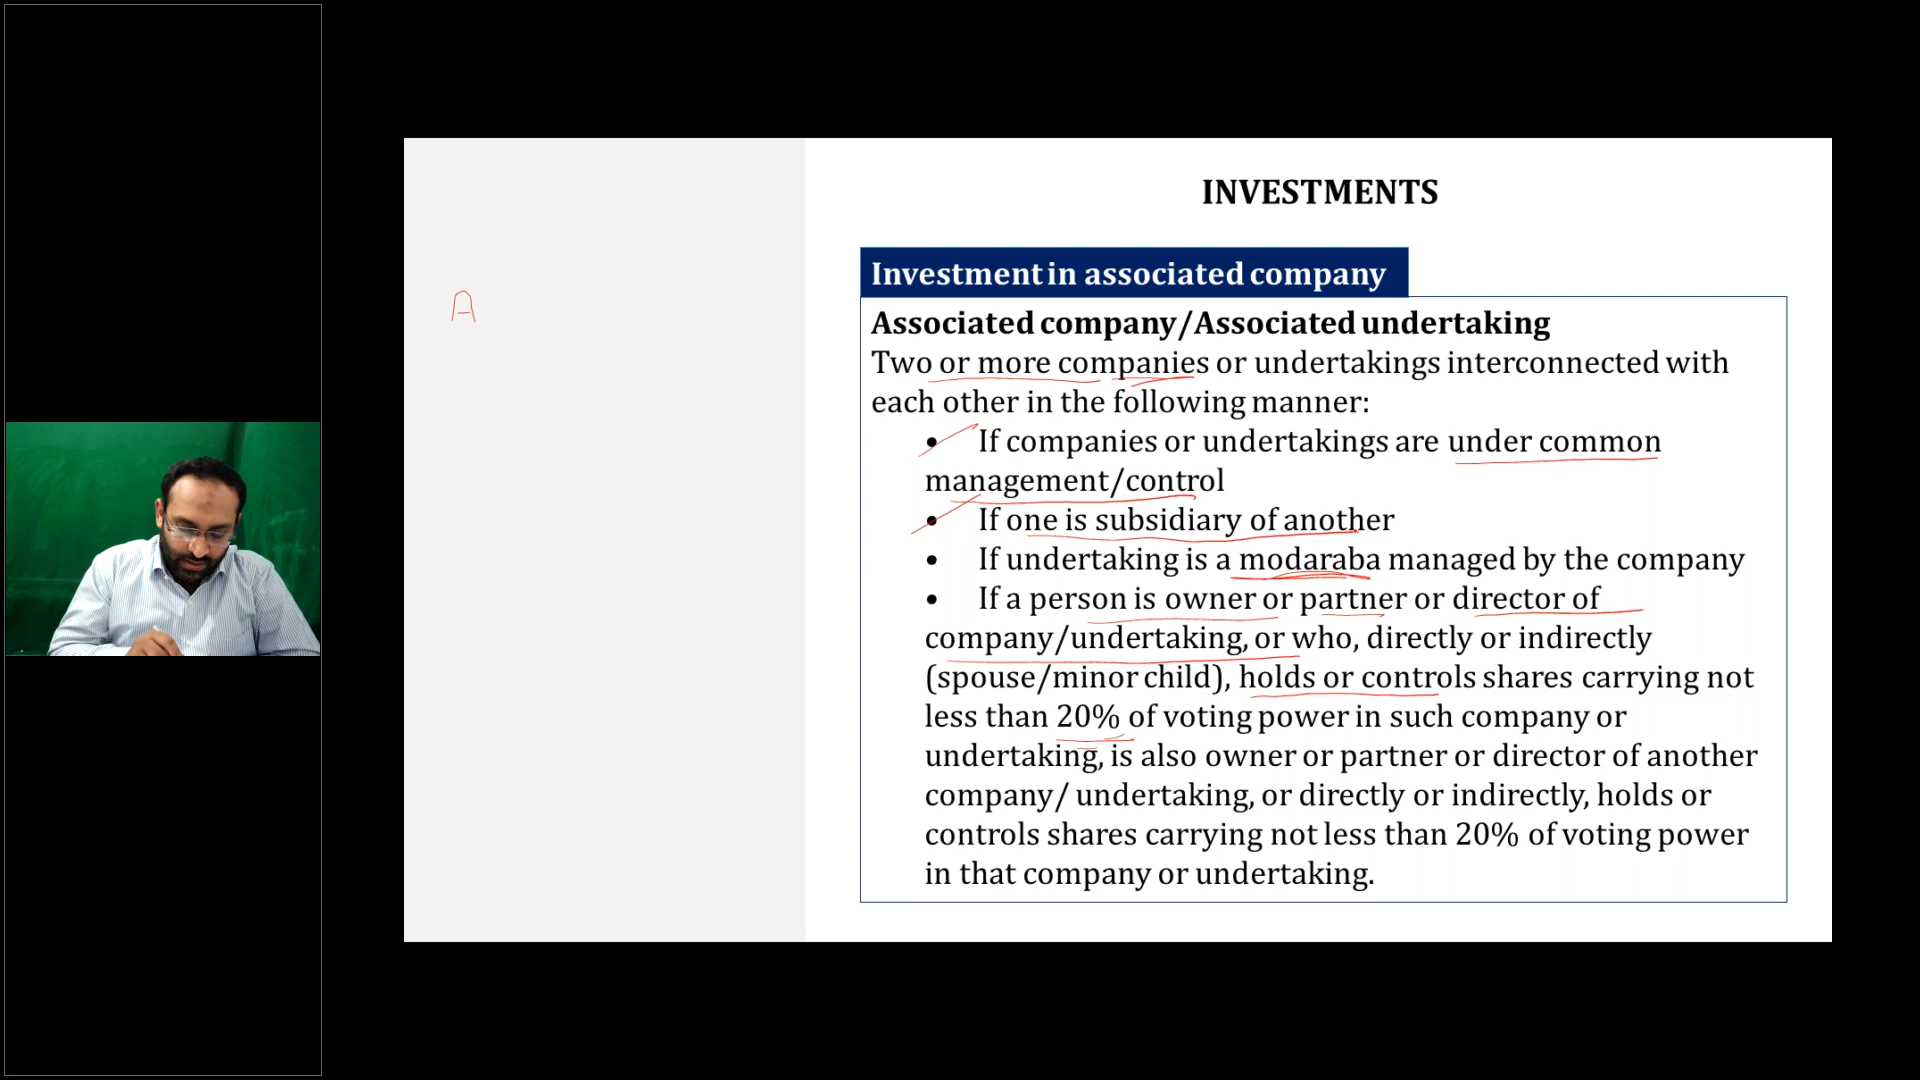 A
INVESTMENTS
Investment in associated company
Associated company/Associated undertaking
Two or more companies or undertakings interconnected with
each other in the following manner:
• If companies or undertakings are under common
management/control
• If one is subsidiary of another
• If undertaking is a modaraba managed by the company
• If a person is owner or partner or director of
company/undertaking, or who, directly or indirectly
(spouse/minor child), holds or controls shares carrying not
less than 20% of voting power in such company or
undertaking, is also owner or partner or director of another
company/ undertaking, or directly or indirectly, holds or
controls shares carrying not less than 20% of voting power
in that company or undertaking.